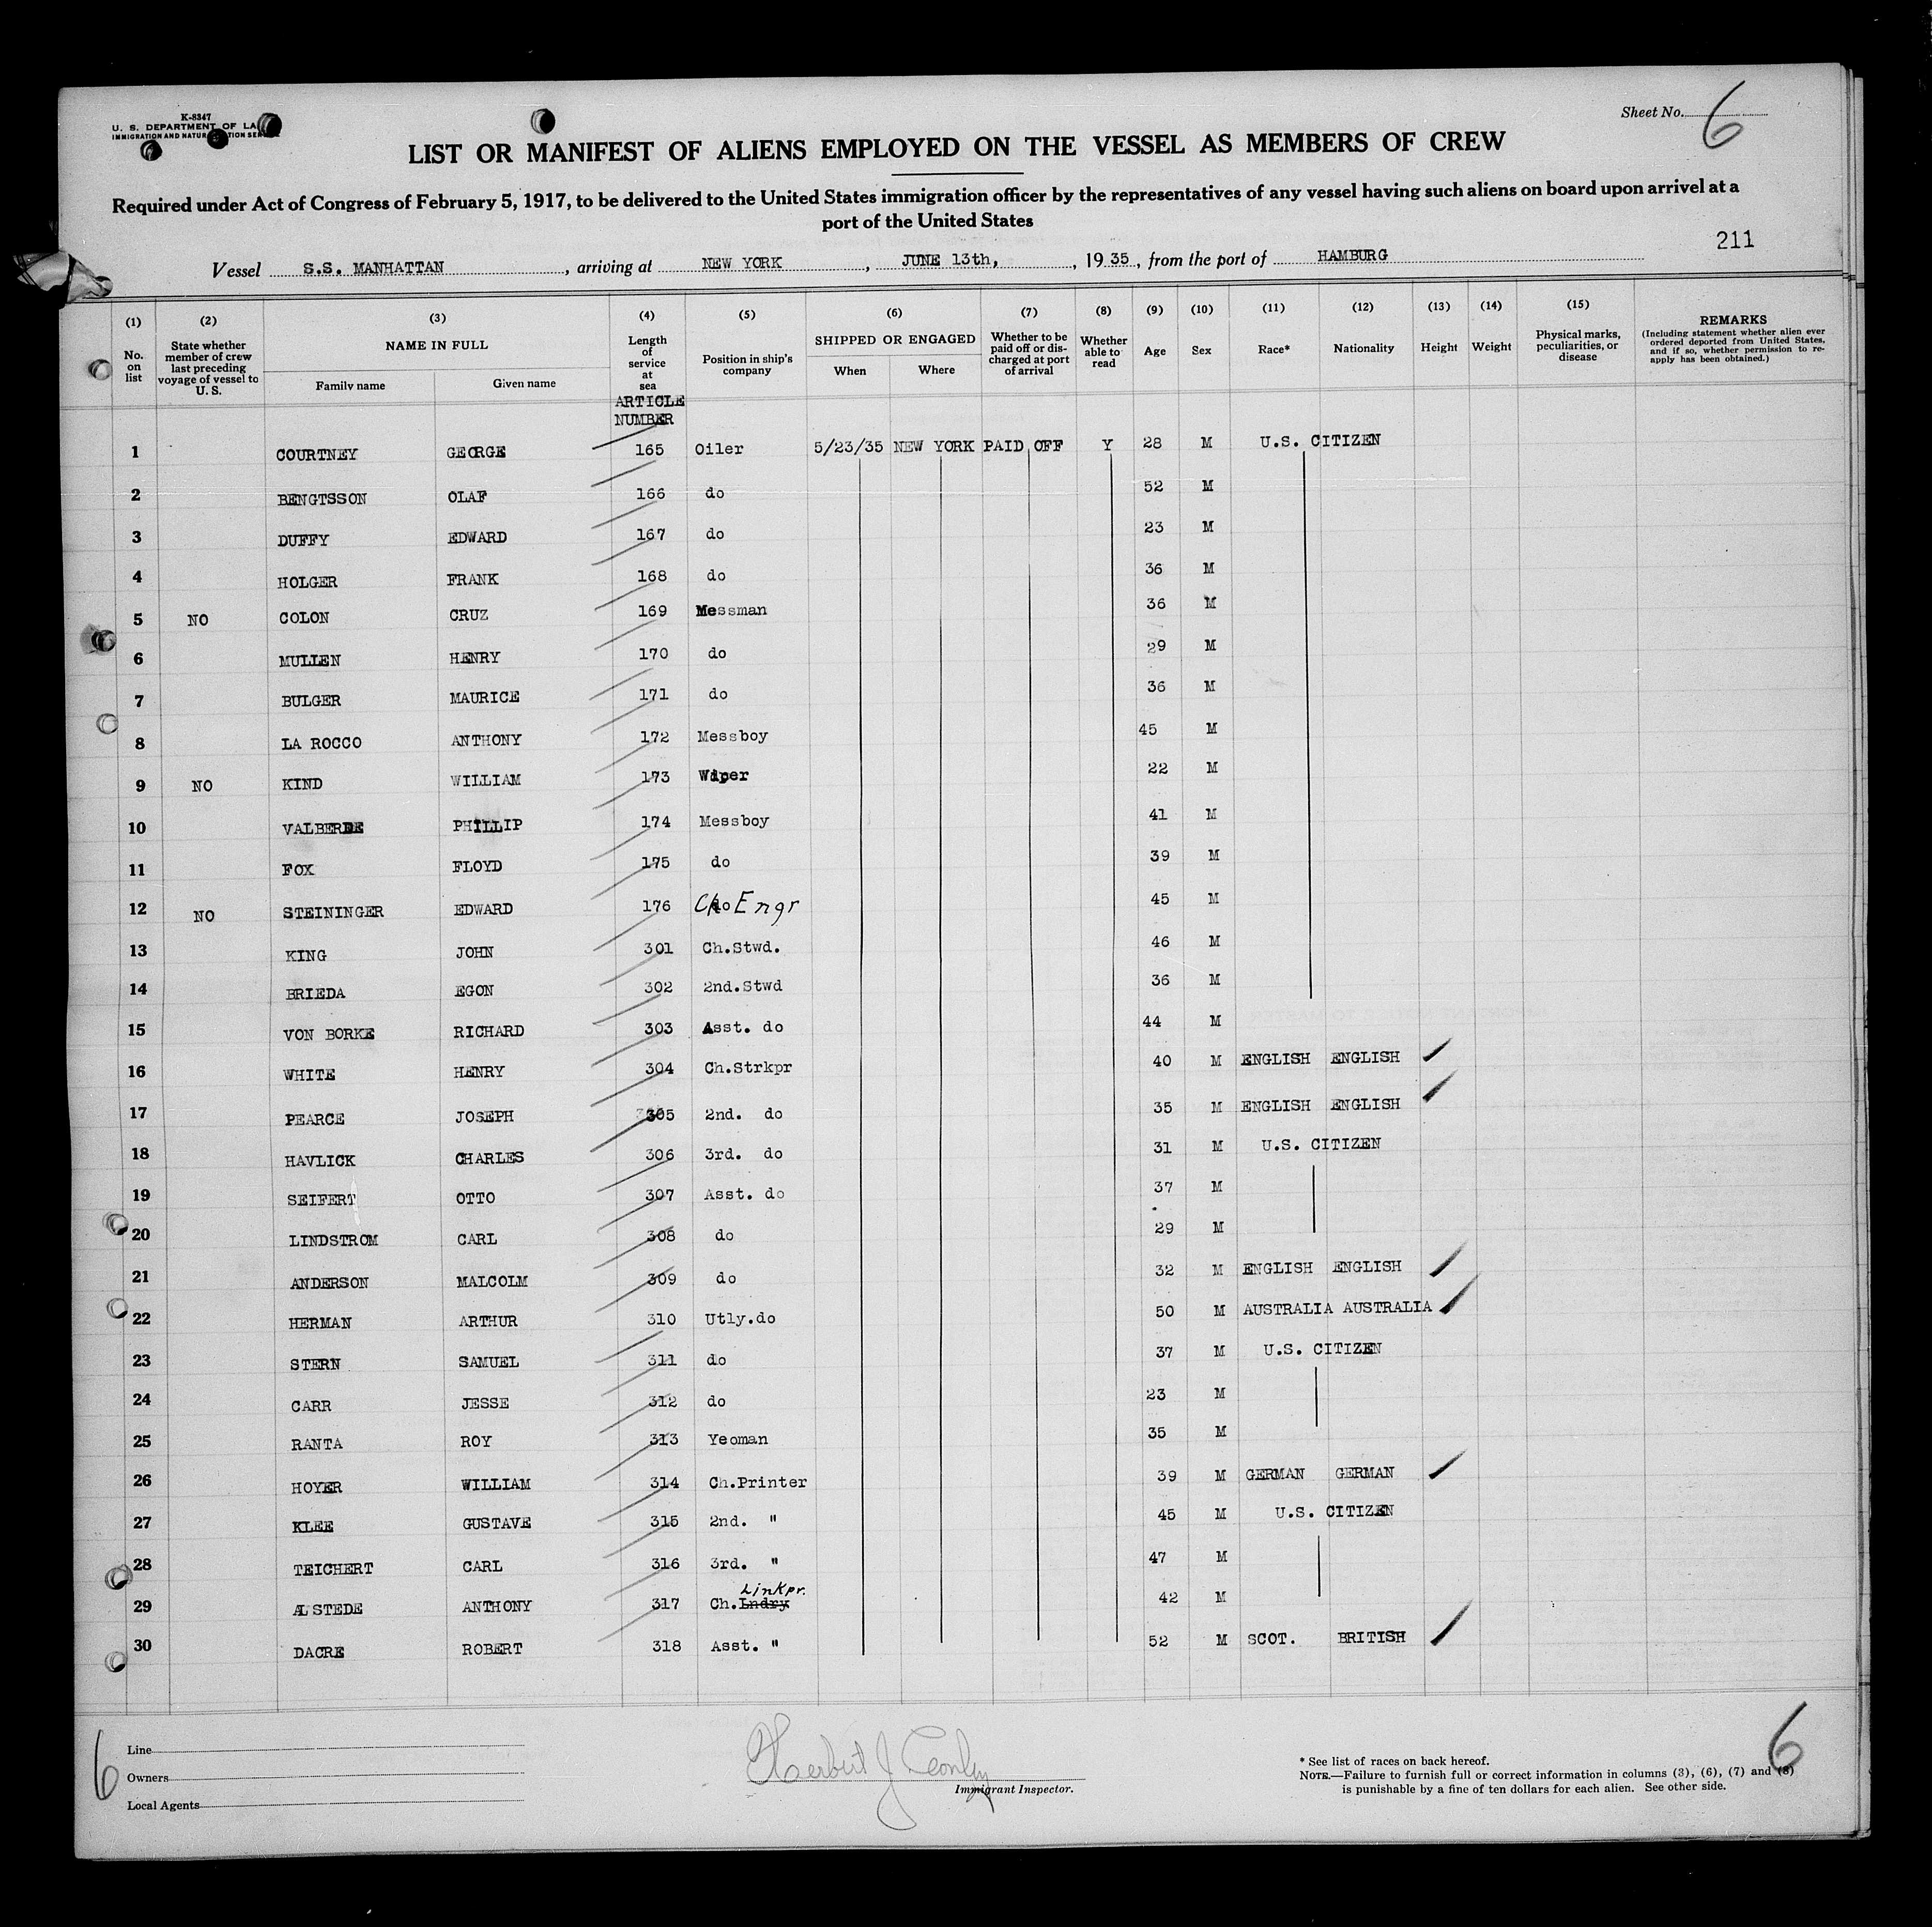 K-8347
U. S. DEPARTMENT OF LA
IMMIGRATION AND NATUR TION SER
Sheet No. 6
LIST OR MANIFEST OF ALIENS EMPLOYED ON THE VESSEL AS MEMBERS OF CREW
Required under Act of Congress of February 5, 1917, to be delivered to the United States immigration officer by the representatives of any vessel having such aliens on board upon arrival at a
port of the United States
211
Vessel S.S. MANHATTAN, arriving at NEW YORK, JUNE 13th, , 19 35, from the port of HAMBURG
(1) No. on list
(2) State whether member of crew last preceding voyage of vessel to U. S.
(3) NAME IN FULL Family name Given name
(4) Length of service at sea ARTICLE NUMBER
(5) Position in ship's company
(6) SHIPPED OR ENGAGED When Where
(7) Whether to be paid off or discharged at port of arrival
(8) Whether able to read
(9) Age
(10) Sex
(11) Race*
(12) Nationality
(13) Height
(14) Weight
(15) Physical marks, peculiarities, or disease
REMARKS (Including statement whether alien ever ordered deported from United States, and if so, whether permission to re-apply has been obtained.)
1 COURTNEY GEORGE 165 Oiler 5/23/35 NEW YORK PAID OFF Y 28 M U.S. CITIZEN
2 BENGTSSON OLAF 166 do 52 M
3 DUFFY EDWARD 167 do 23 M
4 HOLGER FRANK 168 do 36 M
5 NO COLON CRUZ 169 Messman 36 M
6 MULLEN HENRY 170 do 29 M
7 BULGER MAURICE 171 do 36 M
8 LA ROCCO ANTHONY 172 Messboy 45 M
9 NO KIND WILLIAM 173 Wiper 22 M
10 VALBERDE PHILLIP 174 Messboy 41 M
11 FOX FLOYD 175 do 39 M
12 NO STEININGER EDWARD 176 Ch Engr 45 M
13 KING JOHN 301 Ch.Stwd. 46 M
14 BRIEDA EGON 302 2nd.Stwd 36 M
15 VON BORKE RICHARD 303 Asst. do 44 M
16 WHITE HENRY 304 Ch.Strkpr 40 M ENGLISH ENGLISH
17 PEARCE JOSEPH 305 2nd. do 35 M ENGLISH ENGLISH
18 HAVLICK CHARLES 306 3rd. do 31 M U.S. CITIZEN
19 SEIFERT OTTO 307 Asst. do 37 M
20 LINDSTROM CARL 308 do 29 M
21 ANDERSON MALCOLM 309 do 32 M ENGLISH ENGLISH
22 HERMAN ARTHUR 310 Utly.do 50 M AUSTRALIA AUSTRALIA
23 STERN SAMUEL 311 do 37 M U.S. CITIZEN
24 CARR JESSE 312 do 23 M
25 RANTA ROY 313 Yeoman 35 M
26 HOYER WILLIAM 314 Ch.Printer 39 M GERMAN GERMAN
27 KLEE GUSTAVE 315 2nd. " 45 M U.S. CITIZEN
28 TEICHERT CARL 316 3rd. " 47 M
29 ALSTEDE ANTHONY 317 Ch.Lndry Linkpr. 42 M
30 DACRE ROBERT 318 Asst. " 52 M SCOT. BRITISH
6
Line
Owners
Local Agents
Herbert J
Immigrant Inspector.
* See list of races on back hereof.
NOTE.—Failure to furnish full or correct information in columns (3), (6), (7) and (8)
is punishable by a fine of ten dollars for each alien. See other side.
6